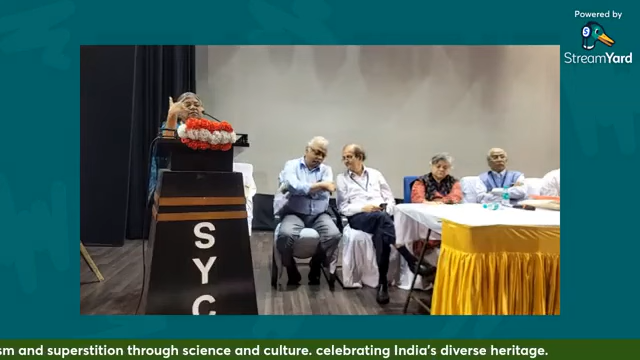 Powered by
StreamYard
SYC
sm and superstition through science and culture. celebrating India's diverse heritage.